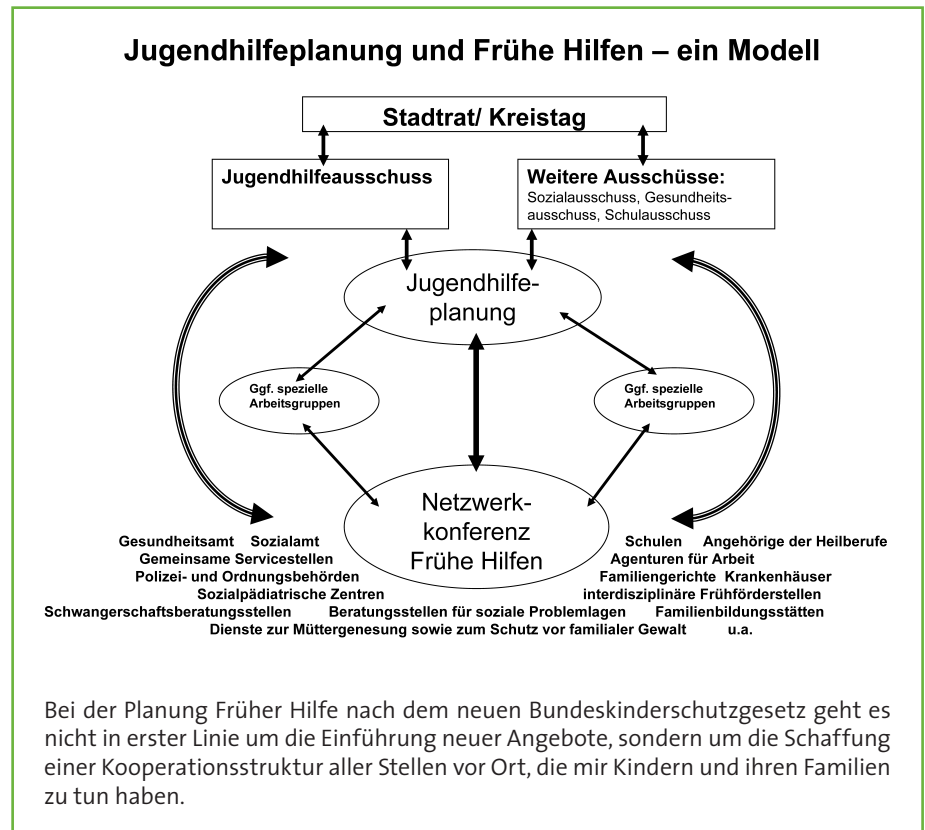 Jugendhilfeplanung und Frühe Hilfen – ein Modell
Stadtrat/ Kreistag
Jugendhilfeausschuss
Weitere Ausschüsse:
Sozialausschuss, Gesundheits-
ausschuss, Schulausschuss
Jugendhilfe-
planung
Ggf. spezielle
Arbeitsgruppen
Ggf. spezielle
Arbeitsgruppen
Netzwerk-
konferenz
Frühe Hilfen
Gesundheitsamt Sozialamt
Schulen Angehörige der Heilberufe
Gemeinsame Servicestellen
Agenturen für Arbeit
Polizei- und Ordnungsbehörden
Familiengerichte Krankenhäuser
Sozialpädiatrische Zentren
interdisziplinäre Frühförderstellen
Schwangerschaftsberatungsstellen Beratungsstellen für soziale Problemlagen Familienbildungsstätten
Dienste zur Müttergenesung sowie zum Schutz vor familialer Gewalt u.a.
Bei der Planung Früher Hilfe nach dem neuen Bundeskinderschutzgesetz geht es
nicht in erster Linie um die Einführung neuer Angebote, sondern um die Schaffung
einer Kooperationsstruktur aller Stellen vor Ort, die mir Kindern und ihren Familien
zu tun haben.